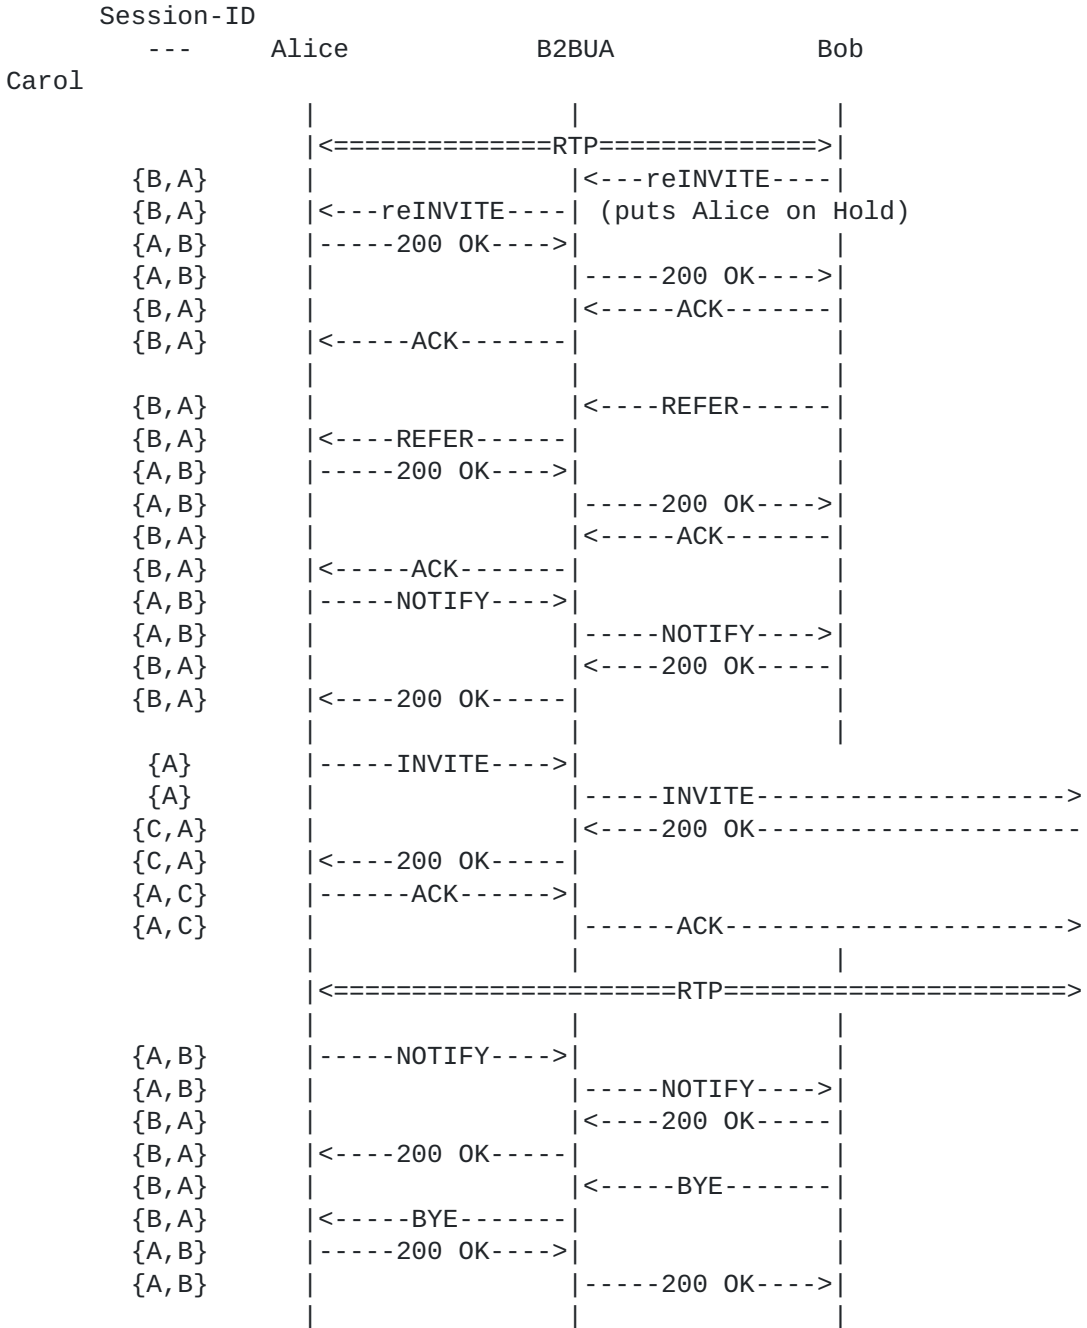 Session-ID
         ---     Alice            B2BUA             Bob
Carol
                   |                |                |
                   |<==============RTP==============>|
        {B,A}      |                |<---reINVITE----|
        {B,A}      |<---reINVITE----| (puts Alice on Hold)
        {A,B}      |-----200 OK---->|                |
        {A,B}      |                |-----200 OK---->|
        {B,A}      |                |<-----ACK-------|
        {B,A}      |<-----ACK-------|                |
                   |                |                |
        {B,A}      |                |<----REFER------|
        {B,A}      |<----REFER------|                |
        {A,B}      |-----200 OK---->|                |
        {A,B}      |                |-----200 OK---->|
        {B,A}      |                |<-----ACK-------|
        {B,A}      |<-----ACK-------|                |
        {A,B}      |-----NOTIFY---->|                |
        {A,B}      |                |-----NOTIFY---->|
        {B,A}      |                |<----200 OK-----|
        {B,A}      |<----200 OK-----|                |
                   |                |                |
         {A}       |-----INVITE---->|
         {A}       |                |-----INVITE-------------------->
        {C,A}      |                |<----200 OK---------------------
        {C,A}      |<----200 OK-----|
        {A,C}      |------ACK------>|
        {A,C}      |                |------ACK---------------------->
                   |                |                |
                   |<======================RTP======================>
                   |                |                |
        {A,B}      |-----NOTIFY---->|                |
        {A,B}      |                |-----NOTIFY---->|
        {B,A}      |                |<----200 OK-----|
        {B,A}      |<----200 OK-----|                |
        {B,A}      |                |<-----BYE-------|
        {B,A}      |<-----BYE-------|                |
        {A,B}      |-----200 OK---->|                |
        {A,B}      |                |-----200 OK---->|
                   |                |                |